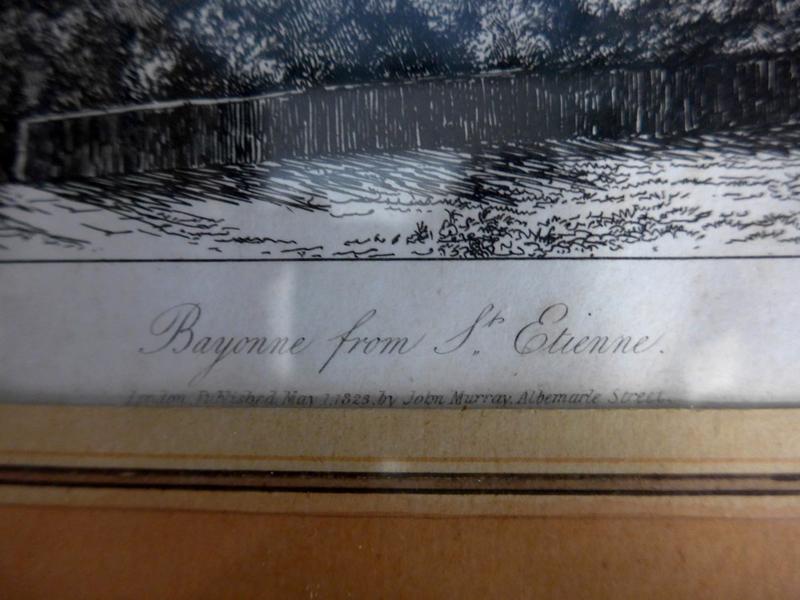 Bayonne from St. Etienne.
London, Published, May 1, 1823, by John Murray, Albemarle Street.